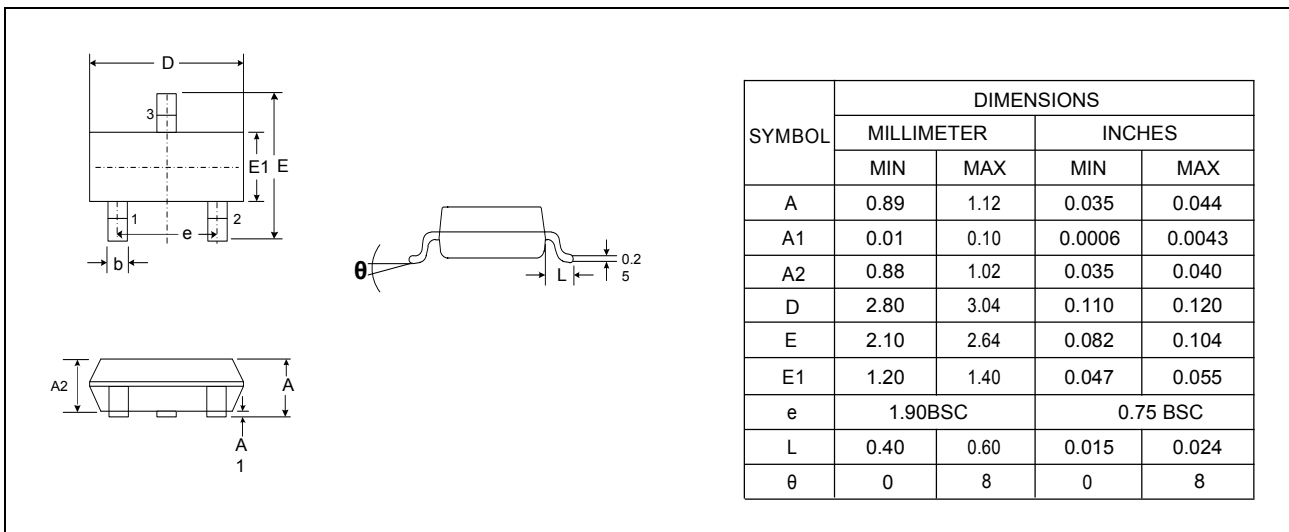 D
3
E1 E
1
2
e
b
θ
L
0.2
5
A2
A
A
1
DIMENSIONS
SYMBOL MILLIMETER INCHES
MIN MAX MIN MAX
A 0.89 1.12 0.035 0.044
A1 0.01 0.10 0.0006 0.0043
A2 0.88 1.02 0.035 0.040
D 2.80 3.04 0.110 0.120
E 2.10 2.64 0.082 0.104
E1 1.20 1.40 0.047 0.055
e 1.90BSC 0.75 BSC
L 0.40 0.60 0.015 0.024
θ 0 8 0 8